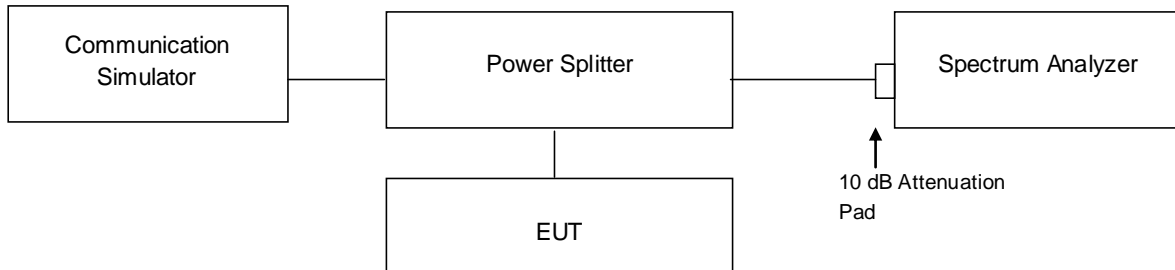 Communication
Simulator
Power Splitter
Spectrum Analyzer
10 dB Attenuation
Pad
EUT